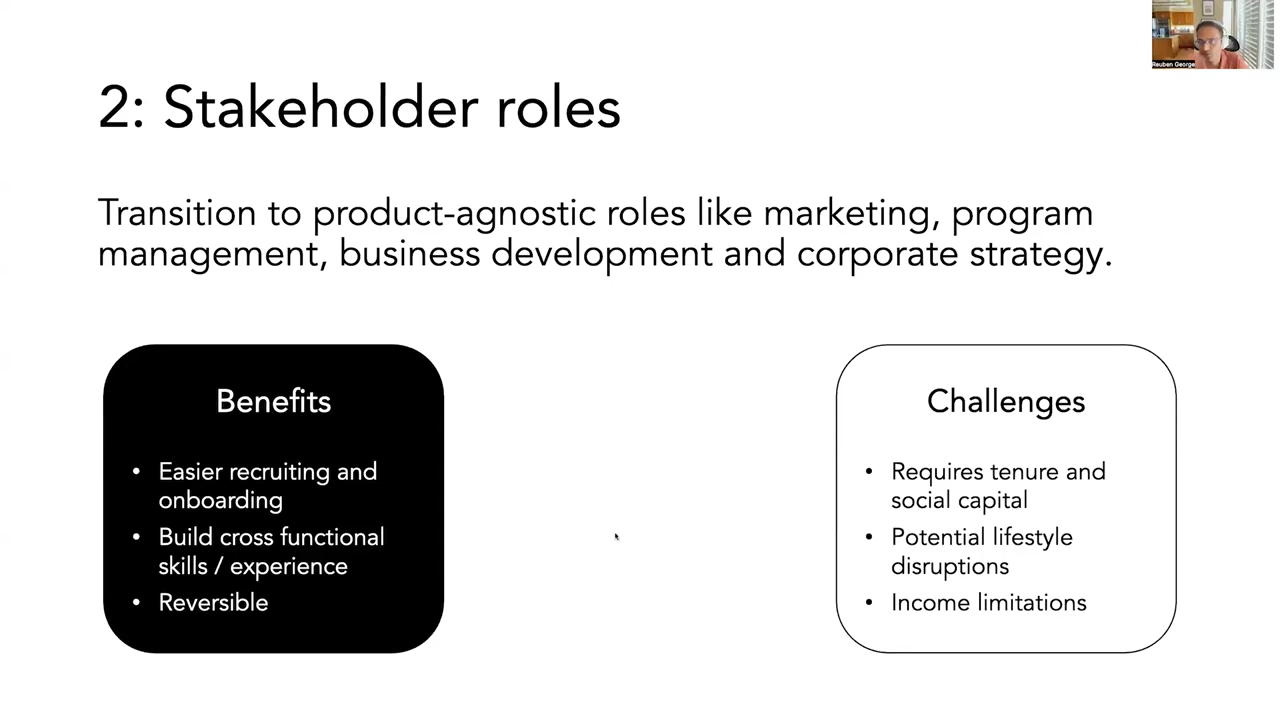 Reuben George
2: Stakeholder roles
Transition to product-agnostic roles like marketing, program
management, business development and corporate strategy.
Benefits
• Easier recruiting and
onboarding
• Build cross functional
skills / experience
• Reversible
Challenges
• Requires tenure and
social capital
• Potential lifestyle
disruptions
• Income limitations